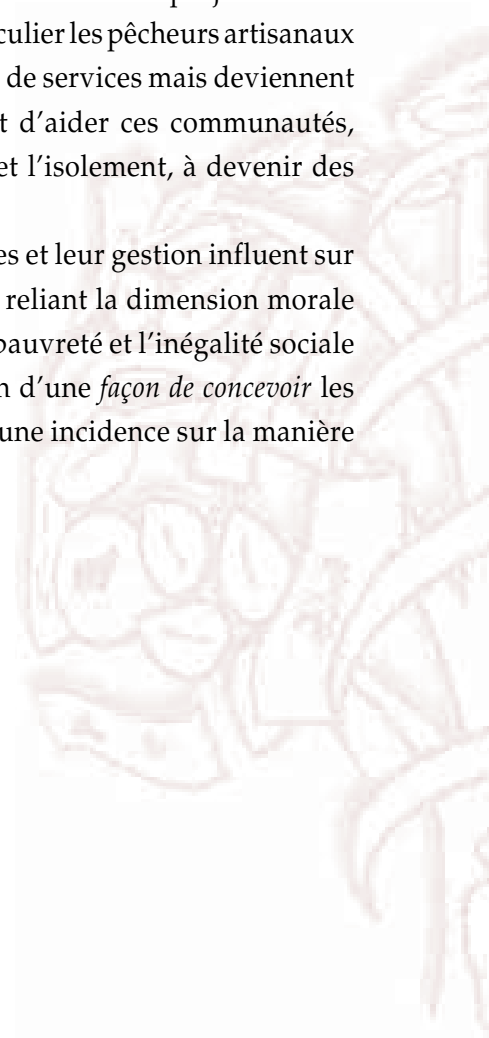 culier les pêcheurs artisanaux
de services mais deviennent
t d'aider ces communautés,
et l'isolement, à devenir des
es et leur gestion influent sur
reliant la dimension morale
pauvreté et l'inégalité sociale
n d'une façon de concevoir les
une incidence sur la manière